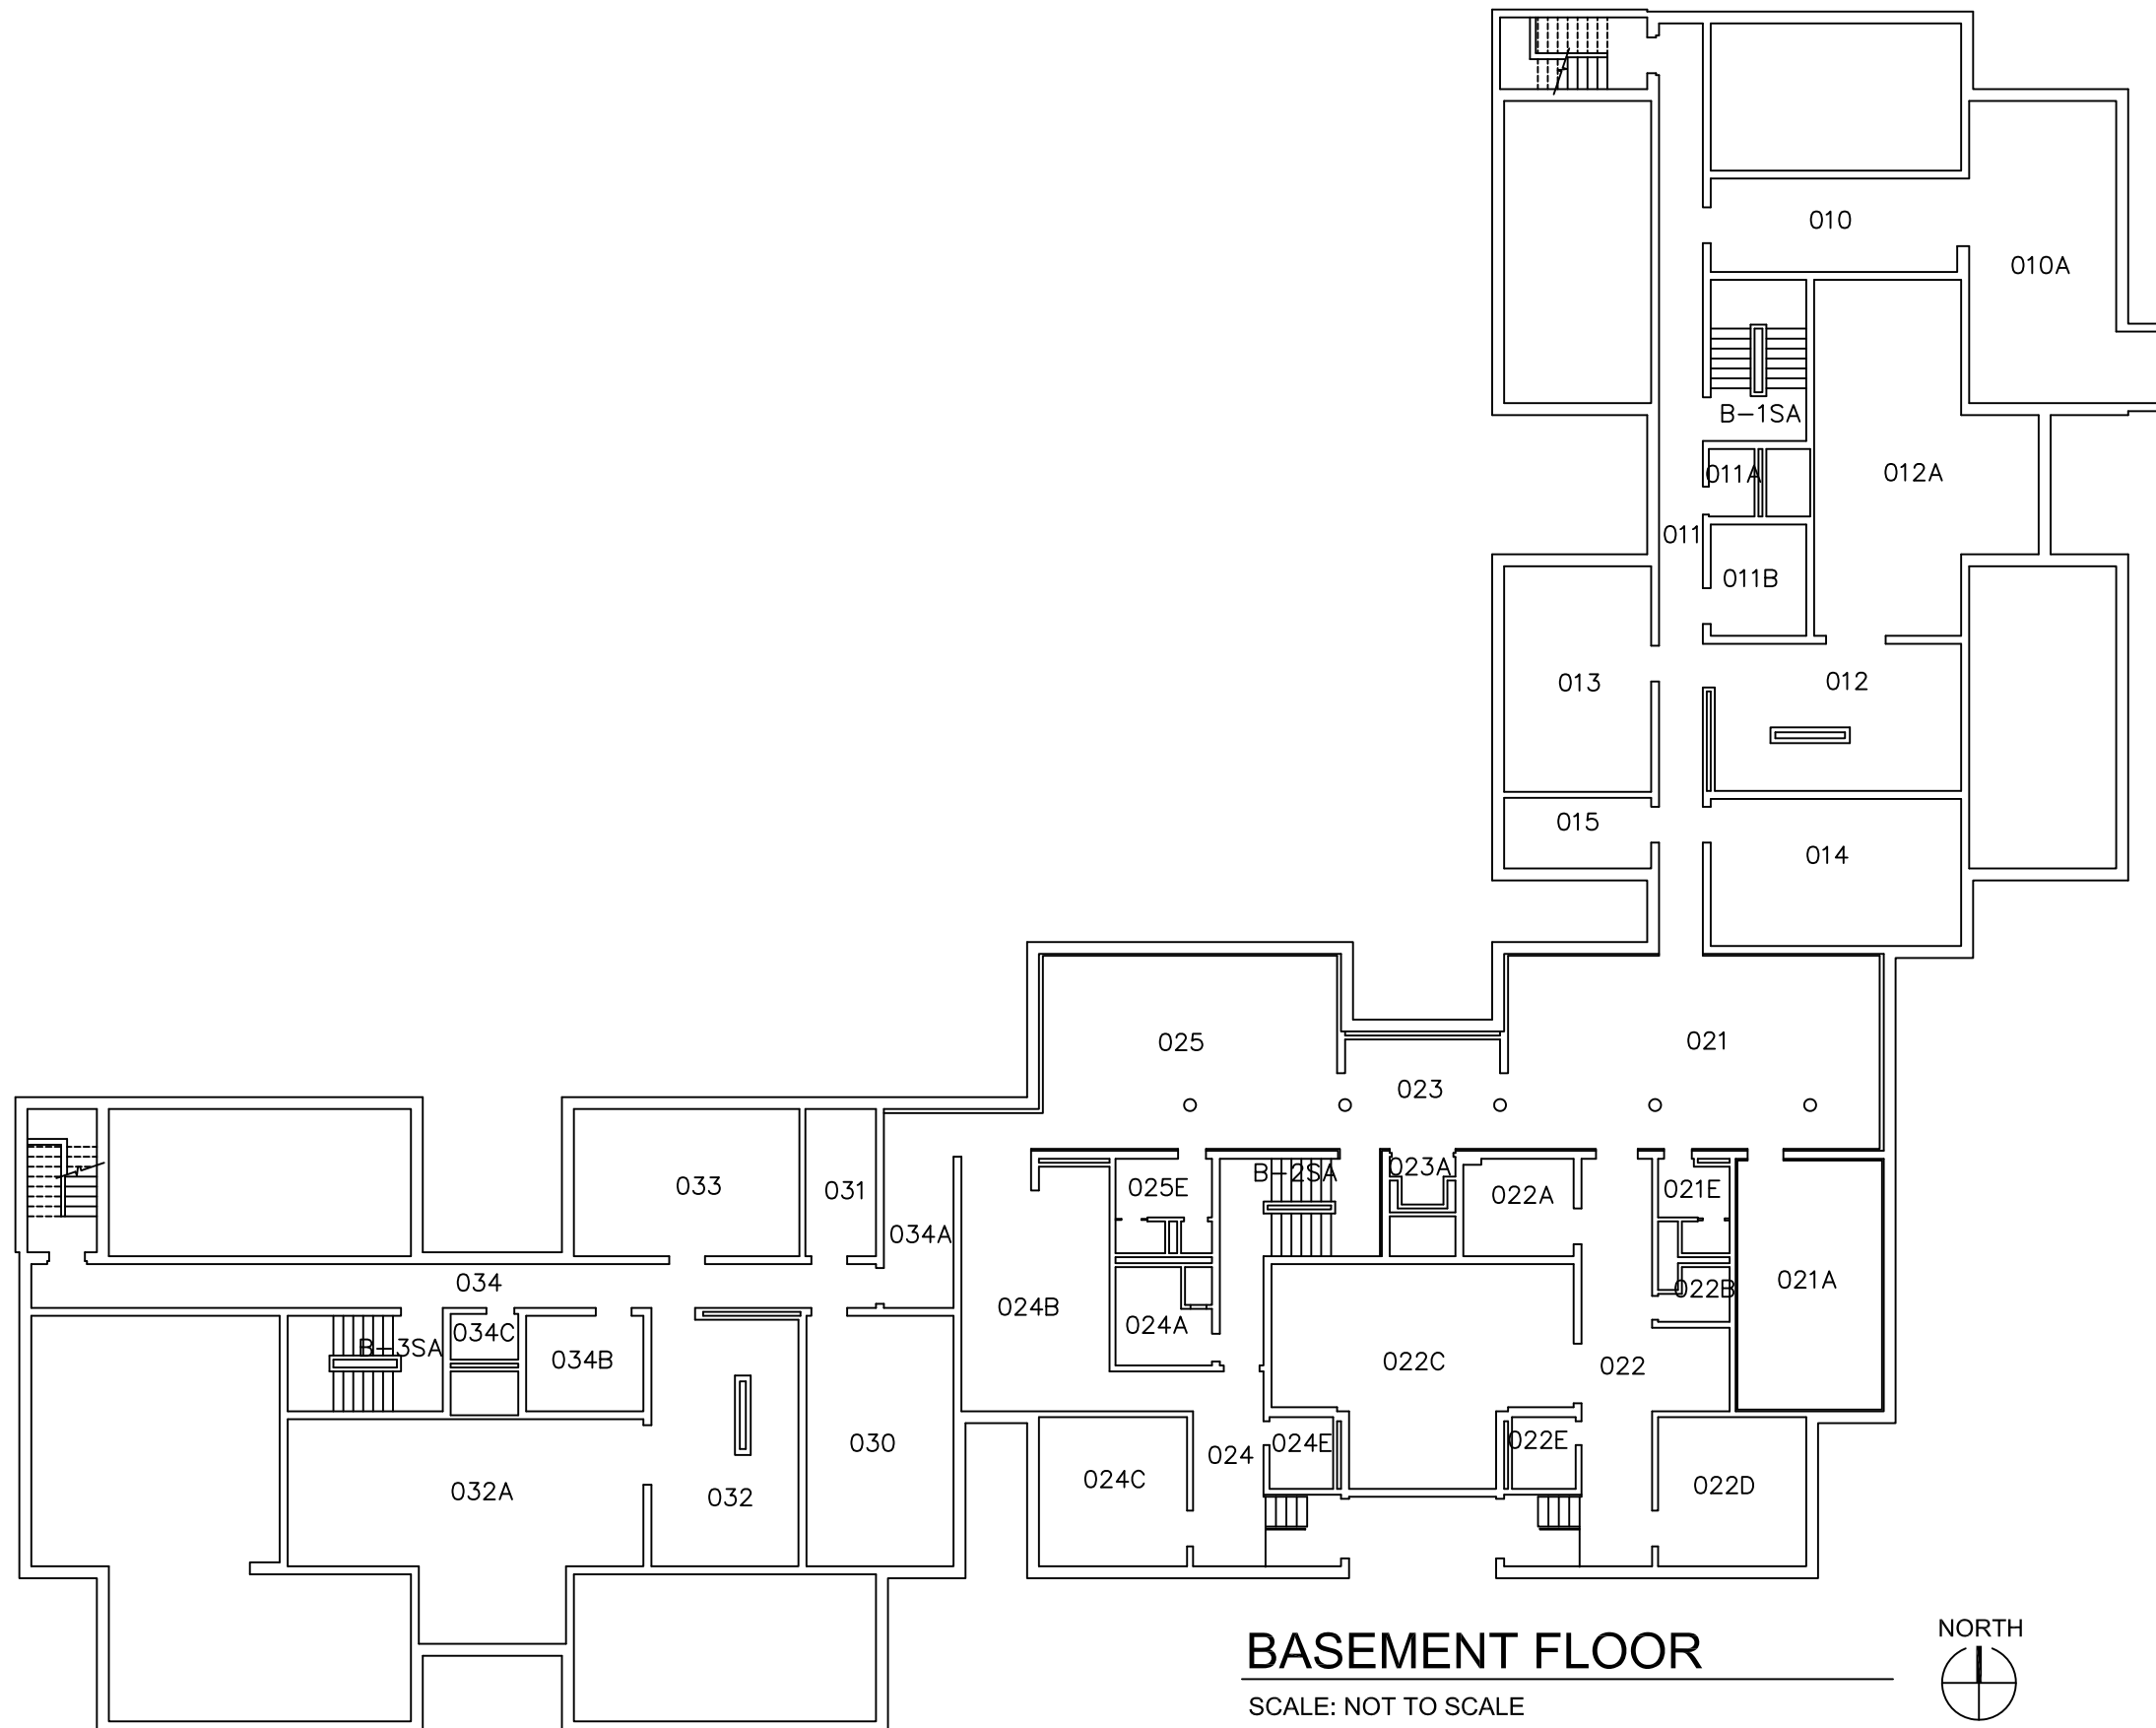 010
010A
B-1SA
011A
012A
011
011B
013
012
015
014
025
021
023
B-2SA
023A
025E
033
031
022A
021E
034A
034
021A
022B
024B
024A
034C
B-3SA
034B
022C
022
030
024E
022E
024
024C
022D
032A
032
BASEMENT FLOOR
SCALE: NOT TO SCALE
NORTH